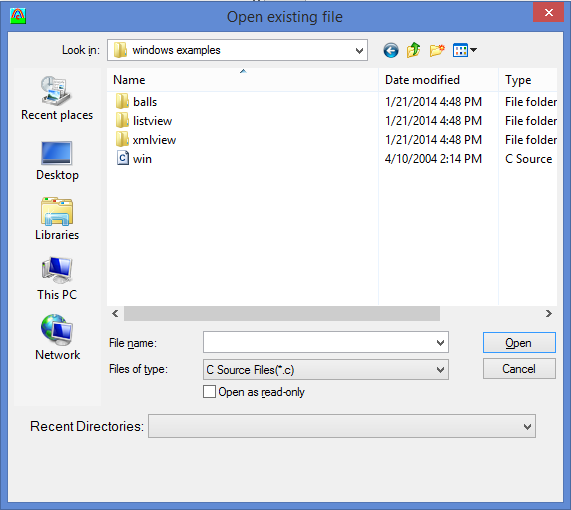 Open existing file
Look in: windows examples
Name Date modified Type
balls 1/21/2014 4:48 PM File folder
listview 1/21/2014 4:48 PM File folder
xmlview 1/21/2014 4:48 PM File folder
win 4/10/2004 2:14 PM C Source
Recent places
Desktop
Libraries
This PC
Network
File name: Open
Files of type: C Source Files(*.c) Cancel
Open as read-only
Recent Directories: